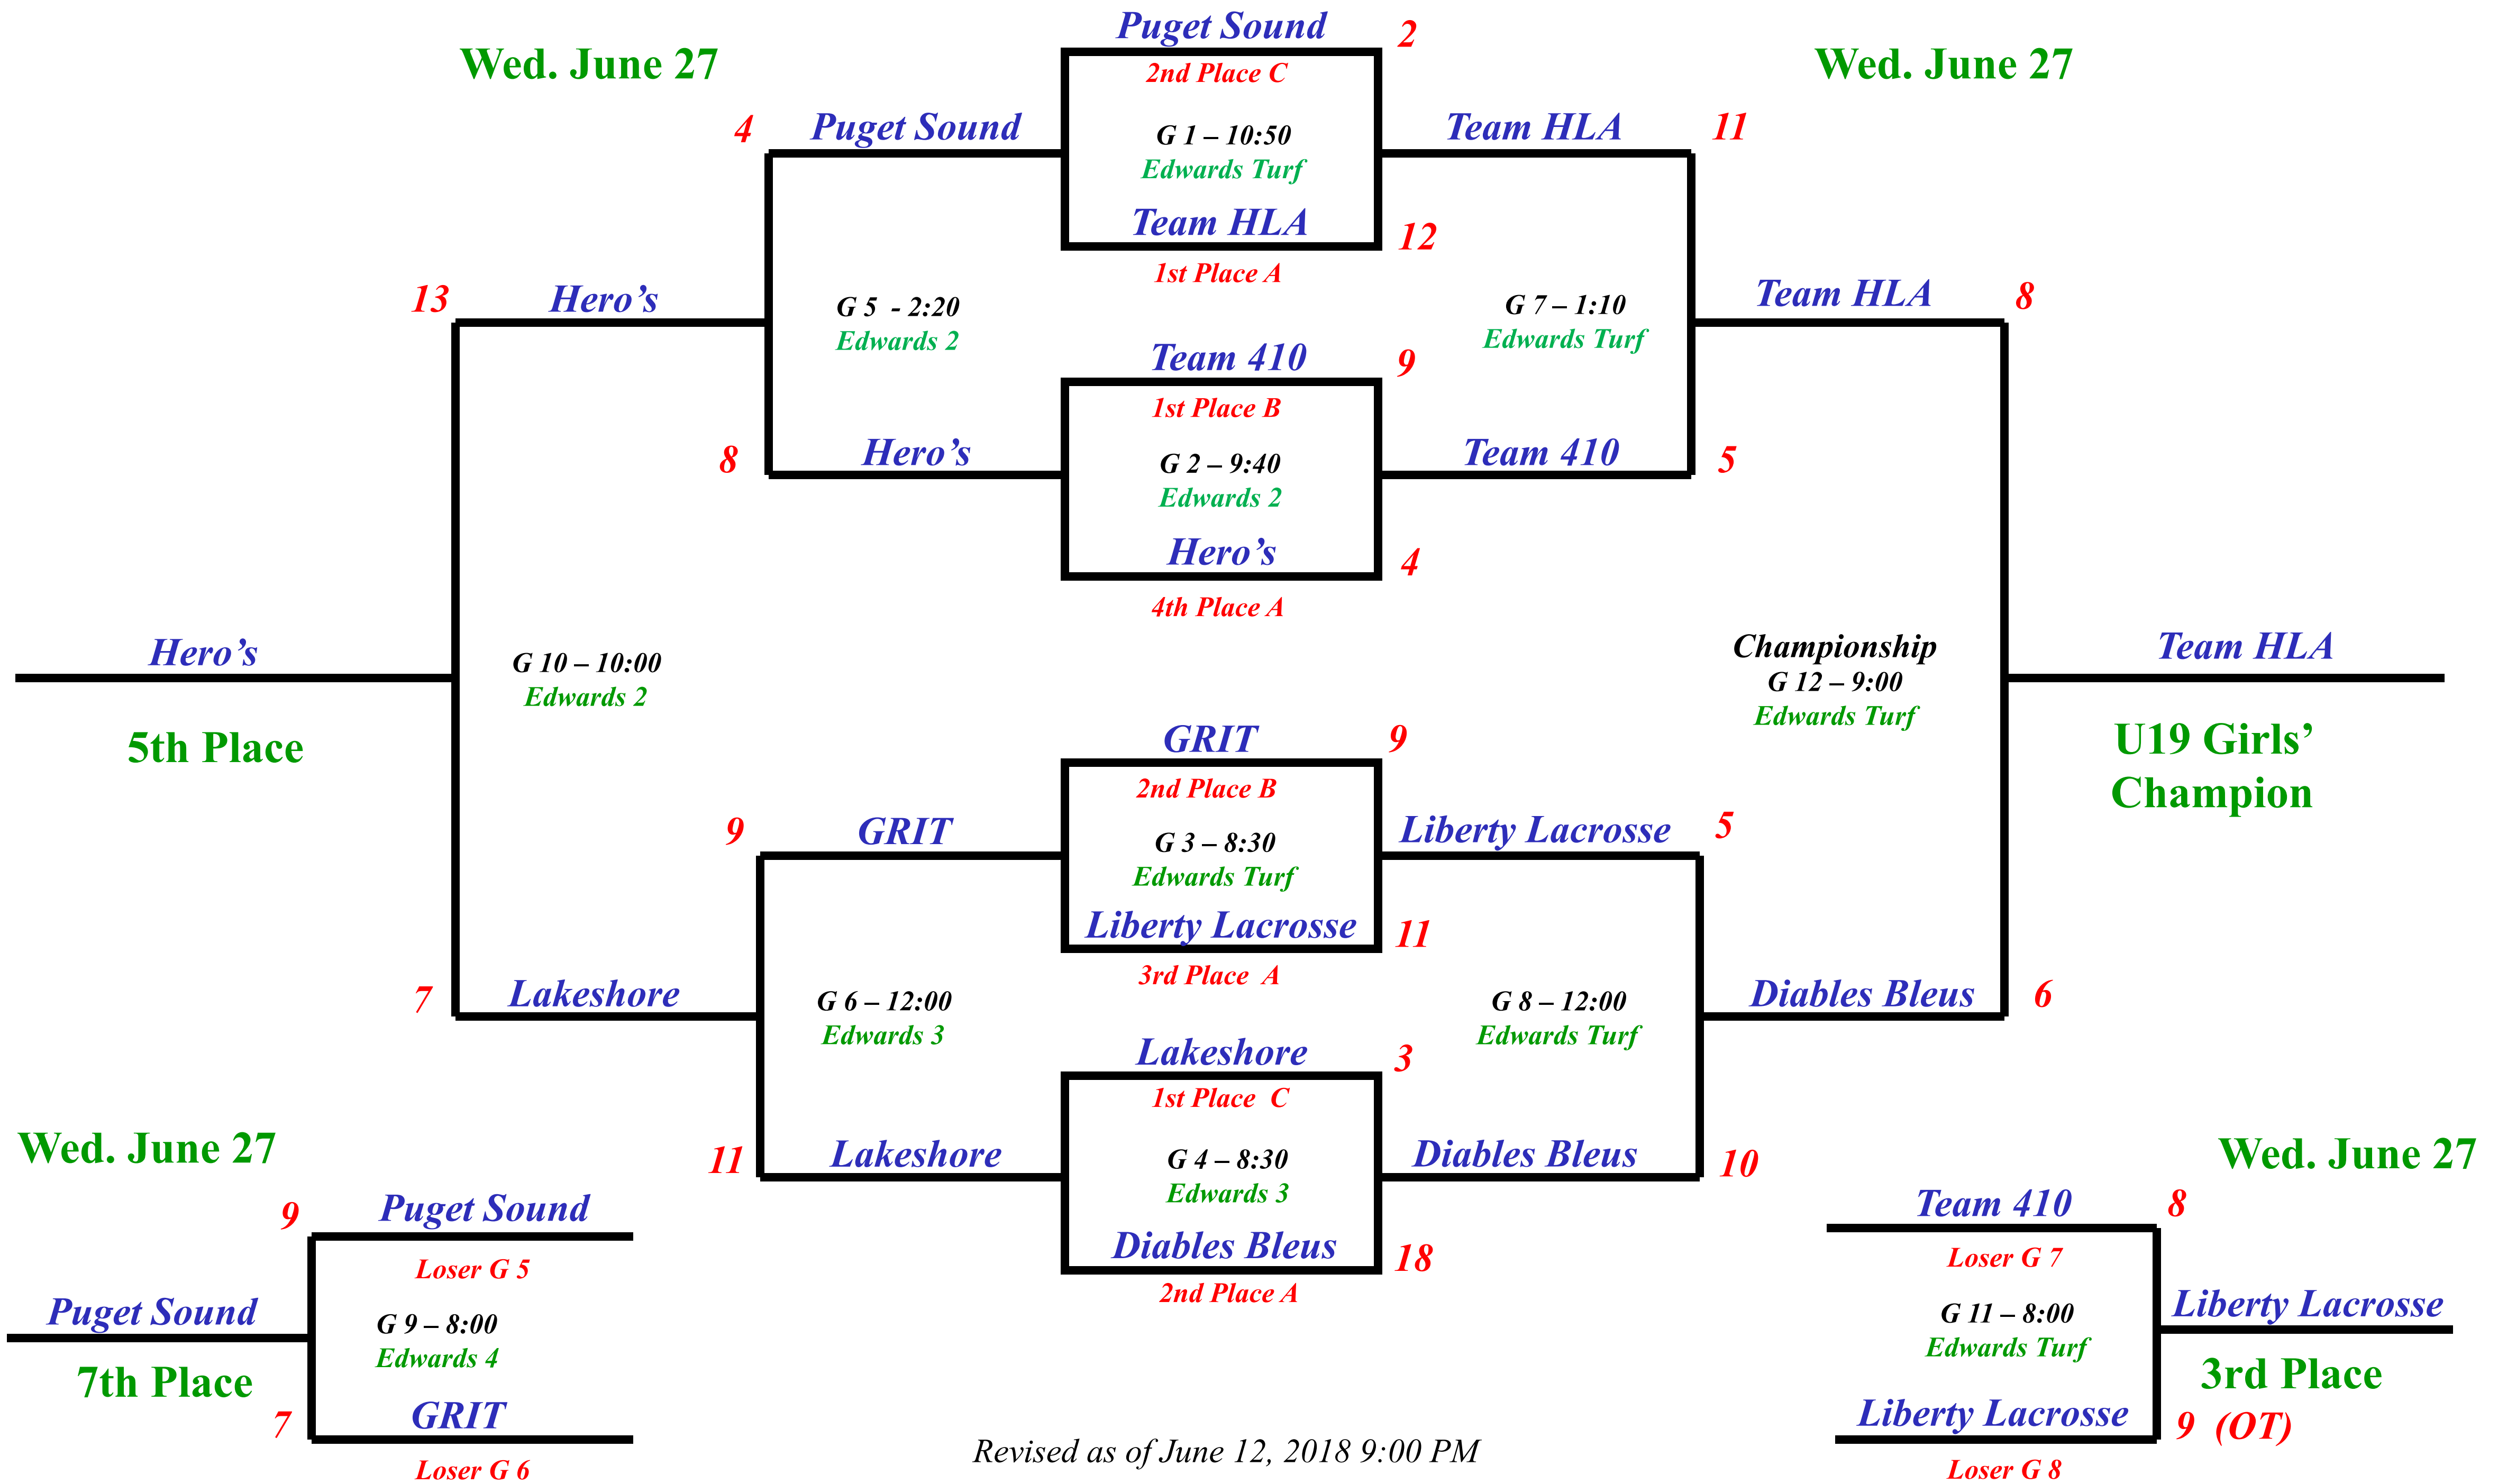 Puget Sound
2
Wed. June 27
Wed. June 27
2nd Place C
4
Puget Sound
G 1 – 10:50
Edwards Turf
Team HLA
11
Team HLA
12
1st Place A
13
Hero’s
G 5 - 2:20
Edwards 2
G 7 – 1:10
Edwards Turf
Team HLA
8
Team 410
9
1st Place B
8
Hero’s
G 2 – 9:40
Edwards 2
Team 410
5
Hero’s
4
4th Place A
Hero’s
5th Place
G 10 – 10:00
Edwards 2
Championship
G 12 – 9:00
Edwards Turf
Team HLA
U19 Girls’
Champion
GRIT
9
2nd Place B
9
GRIT
G 3 – 8:30
Edwards Turf
Liberty Lacrosse
5
Liberty Lacrosse
11
3rd Place A
7
Lakeshore
G 6 – 12:00
Edwards 3
G 8 – 12:00
Edwards Turf
Diables Bleus
6
Lakeshore
3
1st Place C
11
Lakeshore
G 4 – 8:30
Edwards 3
Diables Bleus
10
Diables Bleus
18
2nd Place A
Wed. June 27
9
Puget Sound
Loser G 5
Puget Sound
7th Place
G 9 – 8:00
Edwards 4
7
GRIT
Loser G 6
Wed. June 27
Team 410
8
Loser G 7
G 11 – 8:00
Edwards Turf
Liberty Lacrosse
3rd Place
Liberty Lacrosse
9 (OT)
Loser G 8
Revised as of June 12, 2018 9:00 PM